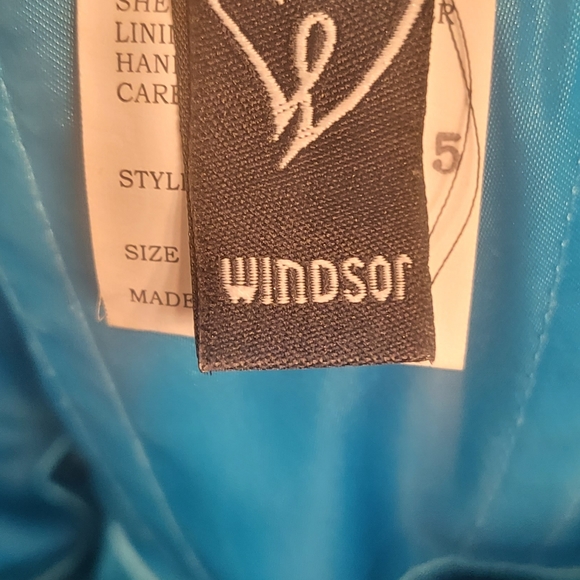 SHE
LINI
HAN
CARE
R
5
STYL
SIZE
MADE
WINDSOR